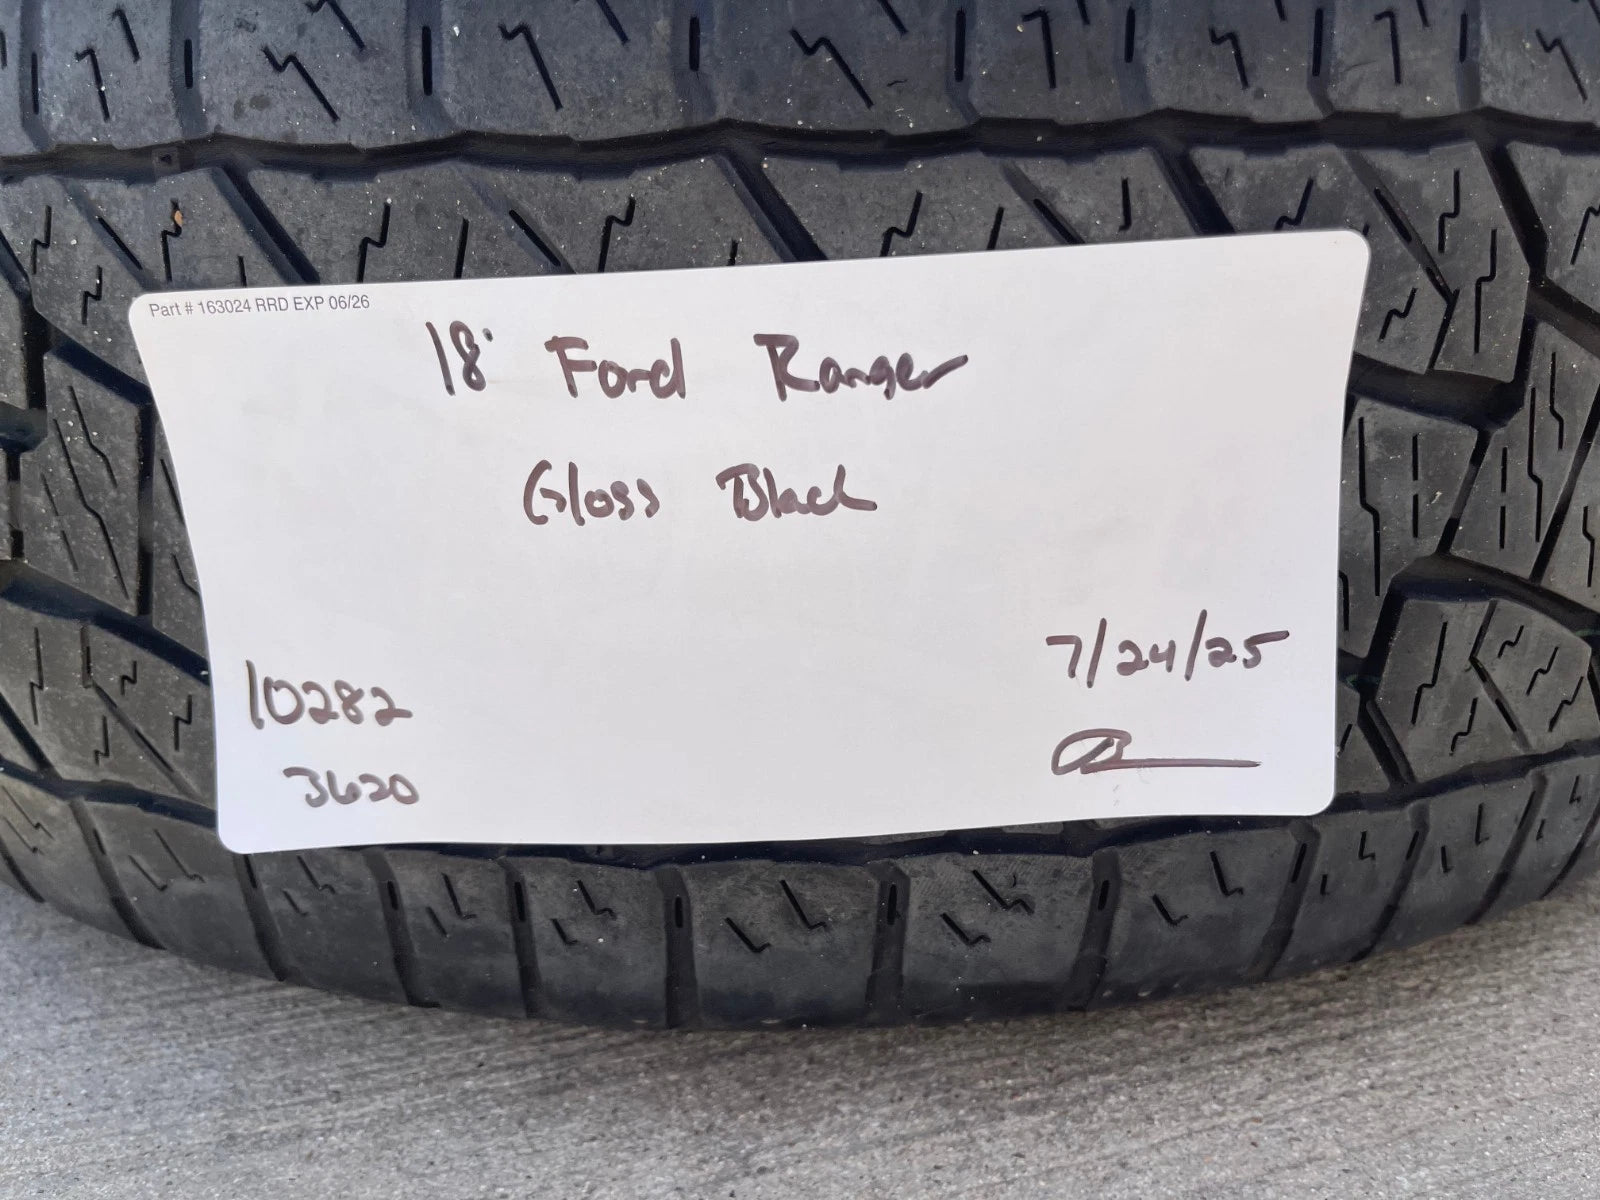 Part # 163024 RRD EXP 06/26
18" Ford Ranger
Gloss Black
7/24/25
10282
3620